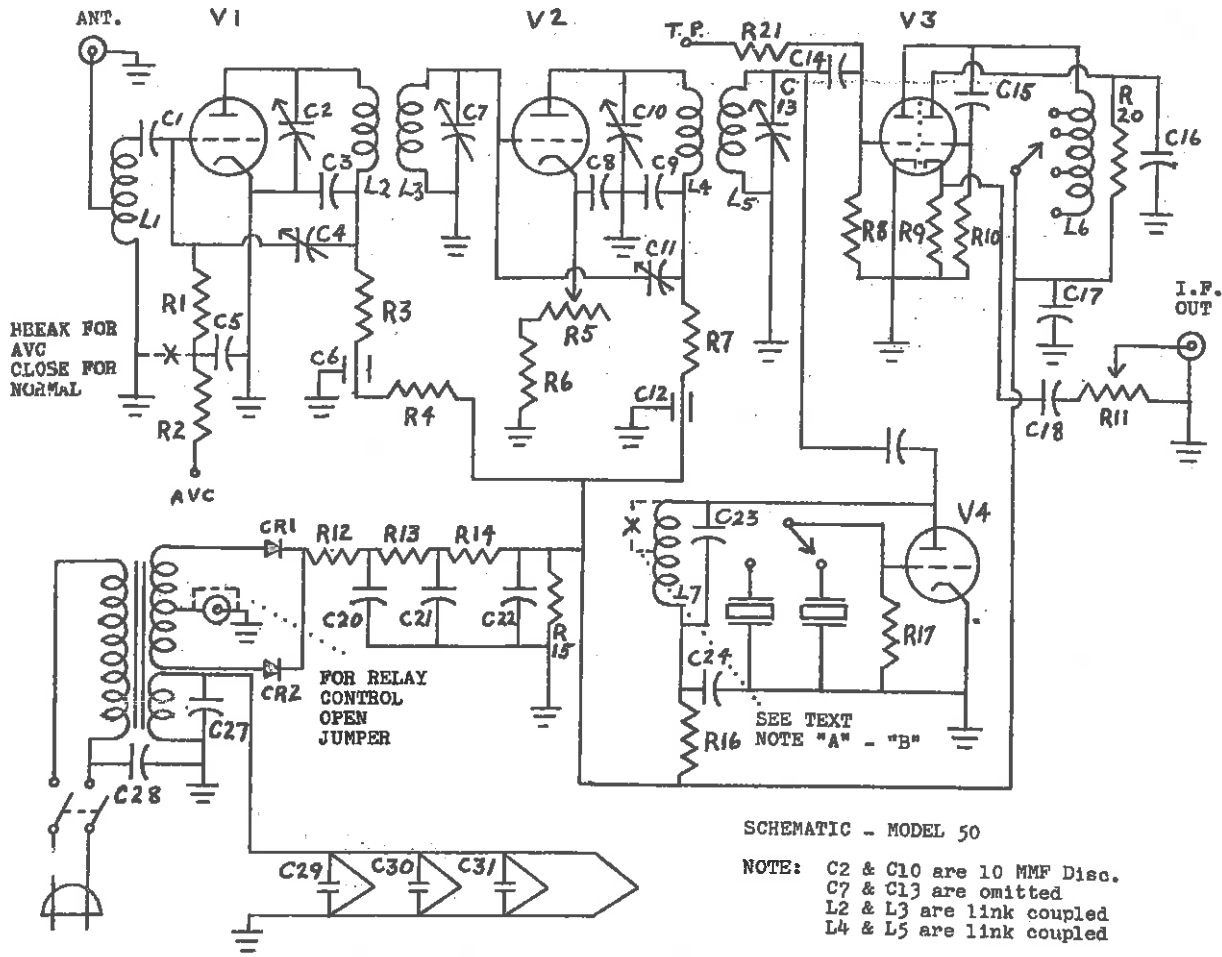 ANT.
V1
V2
V3
T.P.
R21
C14
C1
C2
C7
C10
C
13
C15
R
20
C16
C3
C8
C9
L1
L2
L3
L4
L5
L6
C4
C11
R8
R9
R10
R1
C5
R3
R5
R7
C17
I.F.
OUT
HBEAK FOR
AVC
CLOSE FOR
NORMAL
X
C6
R6
C12
R2
R4
C18
R11
AVC
CR1
R12
R13
R14
X
C23
V4
C20
C21
C22
R
15
L7
R17
CR2
C24
FOR RELAY
CONTROL
OPEN
JUMPER
C27
R16
SEE TEXT
NOTE "A" - "B"
C28
C29
C30
C31
SCHEMATIC - MODEL 50
NOTE: C2 & C10 are 10 MMF Disc.
C7 & C13 are omitted
L2 & L3 are link coupled
L4 & L5 are link coupled